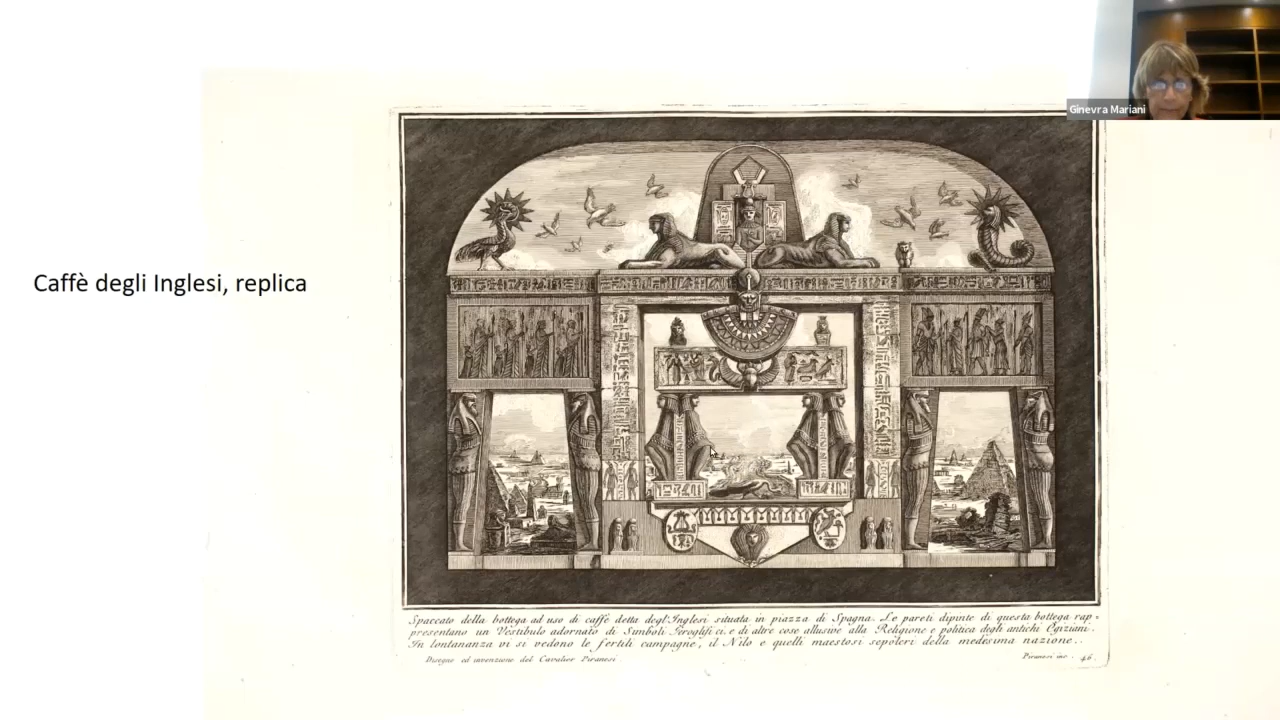 Ginevra Mariani
Caffè degli Inglesi, replica
Spaccato della bottega ad uso di caffè detta degl'Inglesi situata in piazza di Spagna. Le pareti dipinte di questa bottega rap=
presentano un Vestibulo adornato di Simboli Jeroglifici, e di altre cose allusive alla Religione e politica degli antichi Egiziani.
In lontananza vi si vedono le fertili campagne, il Nilo e quelli maestosi sepolcri della medesima nazione..
Disegno ed invenzione del Cavalier Piranesi
Piranesi inc. 46.